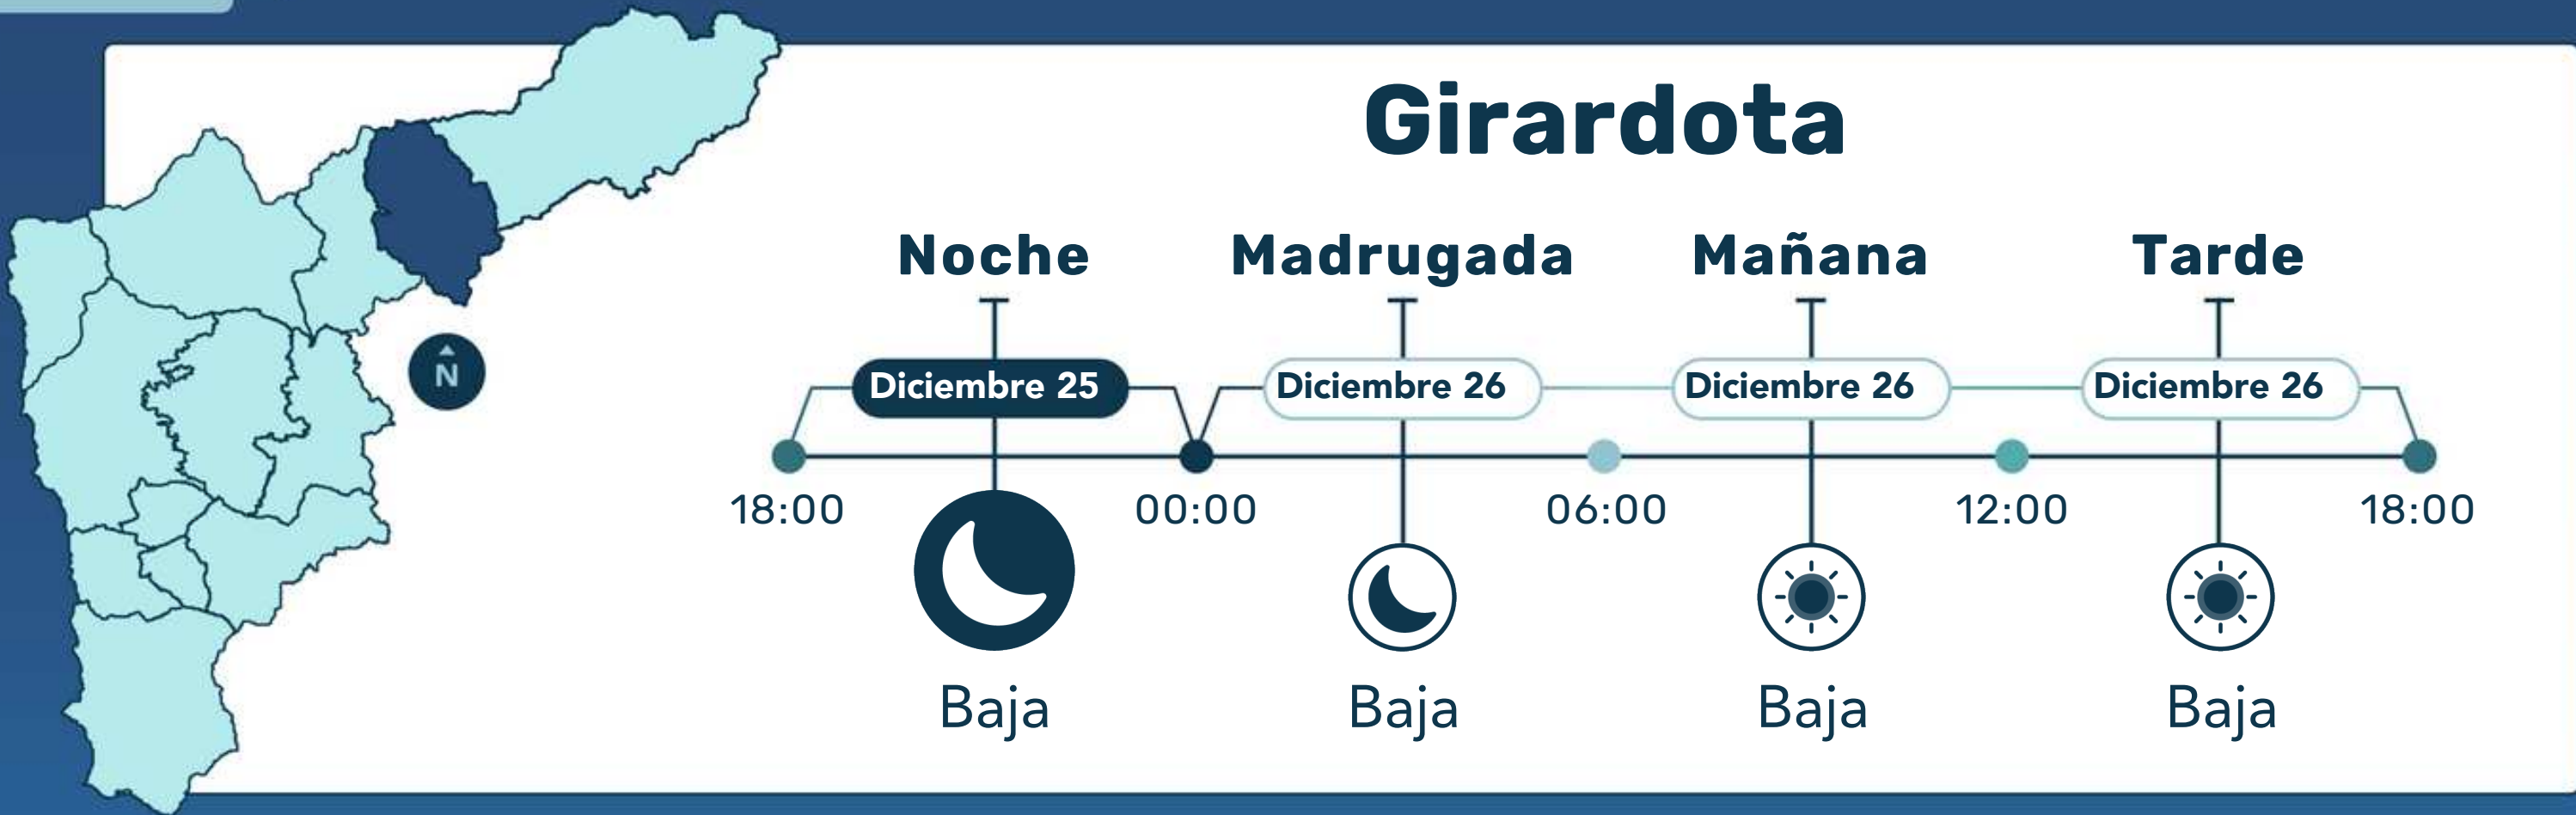 Girardota
Noche Madrugada Mañana Tarde
Diciembre 25 Diciembre 26 Diciembre 26 Diciembre 26
N
18:00 00:00 06:00 12:00 18:00
Baja Baja Baja Baja